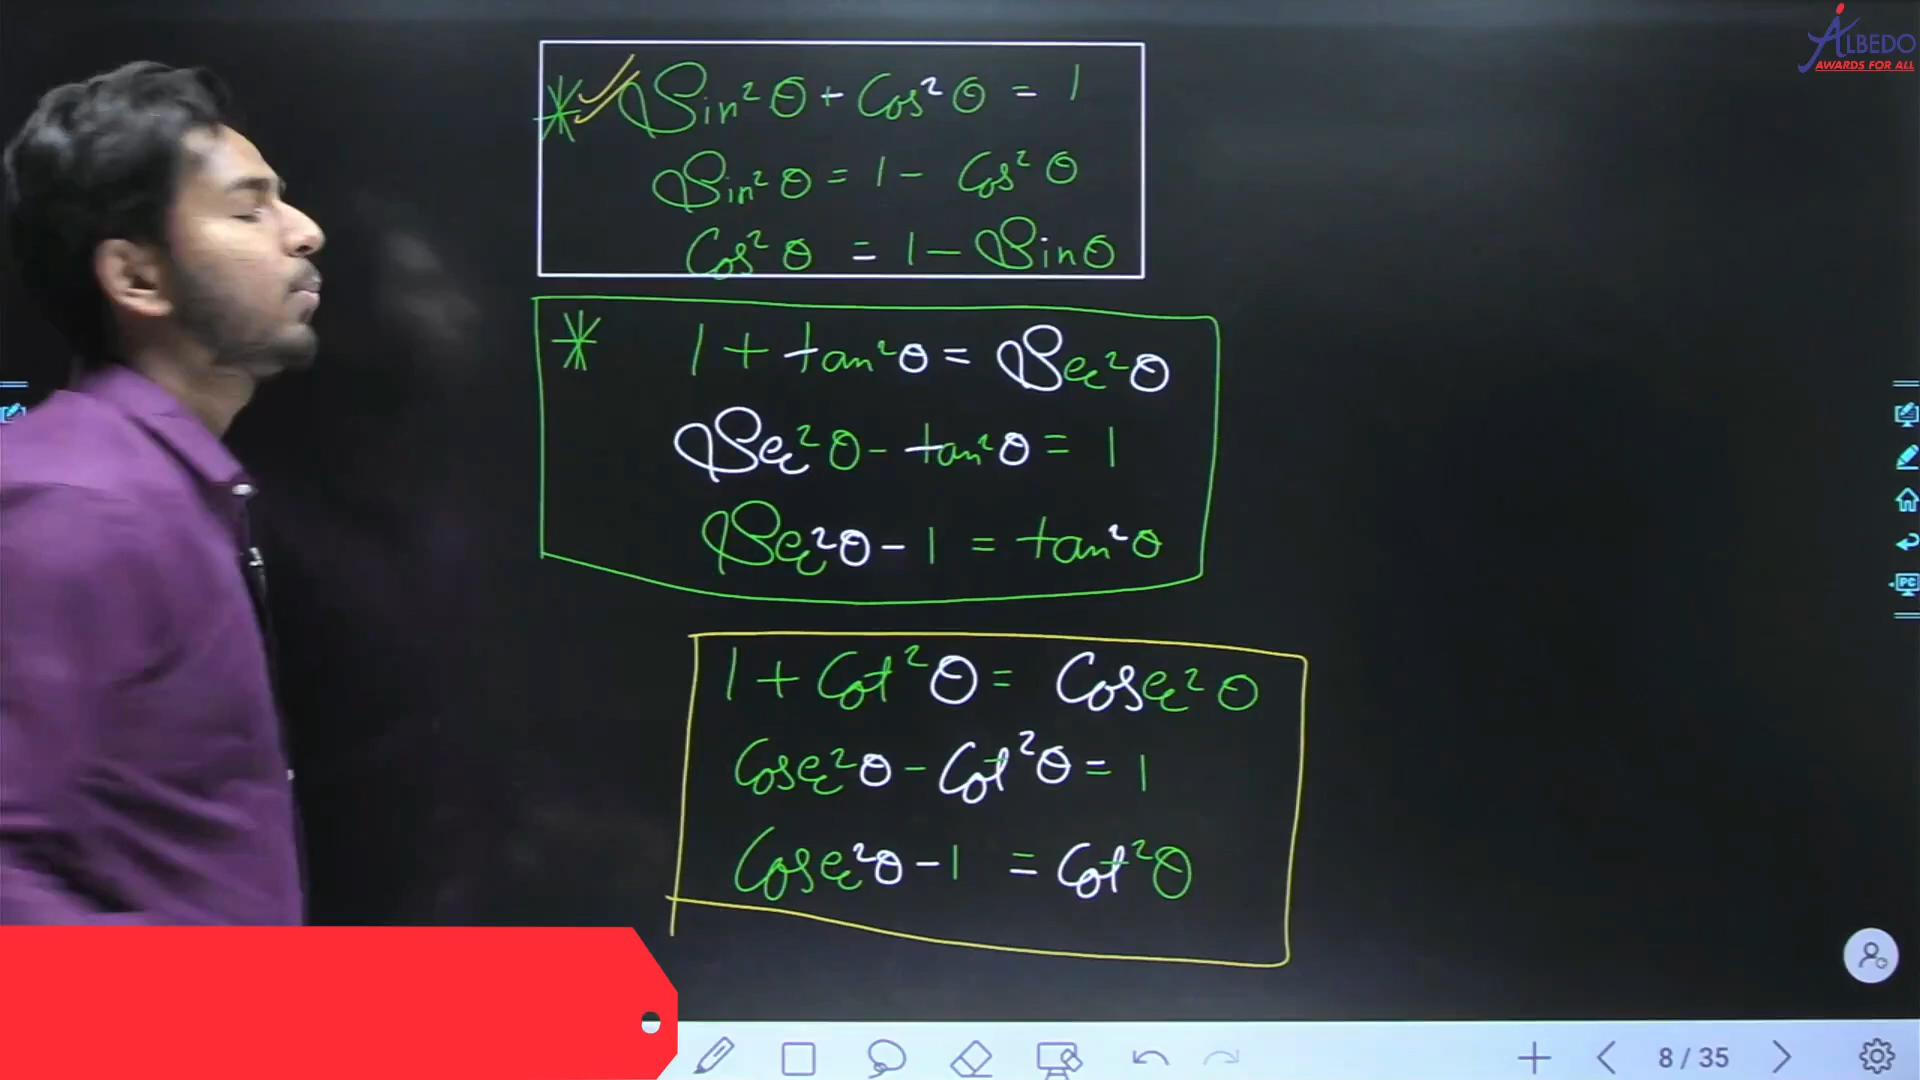 ALBEDO
AWARDS FOR ALL
* Sin²θ + Cos²θ = 1
Sin²θ = 1 - Cos²θ
Cos²θ = 1 - Sinθ
* 1 + tan²θ = Sec²θ
Sec²θ - tan²θ = 1
Sec²θ - 1 = tan²θ
1 + Cot²θ = Cosec²θ
Cosec²θ - Cot²θ = 1
Cosec²θ - 1 = Cot²θ
PC
8 / 35